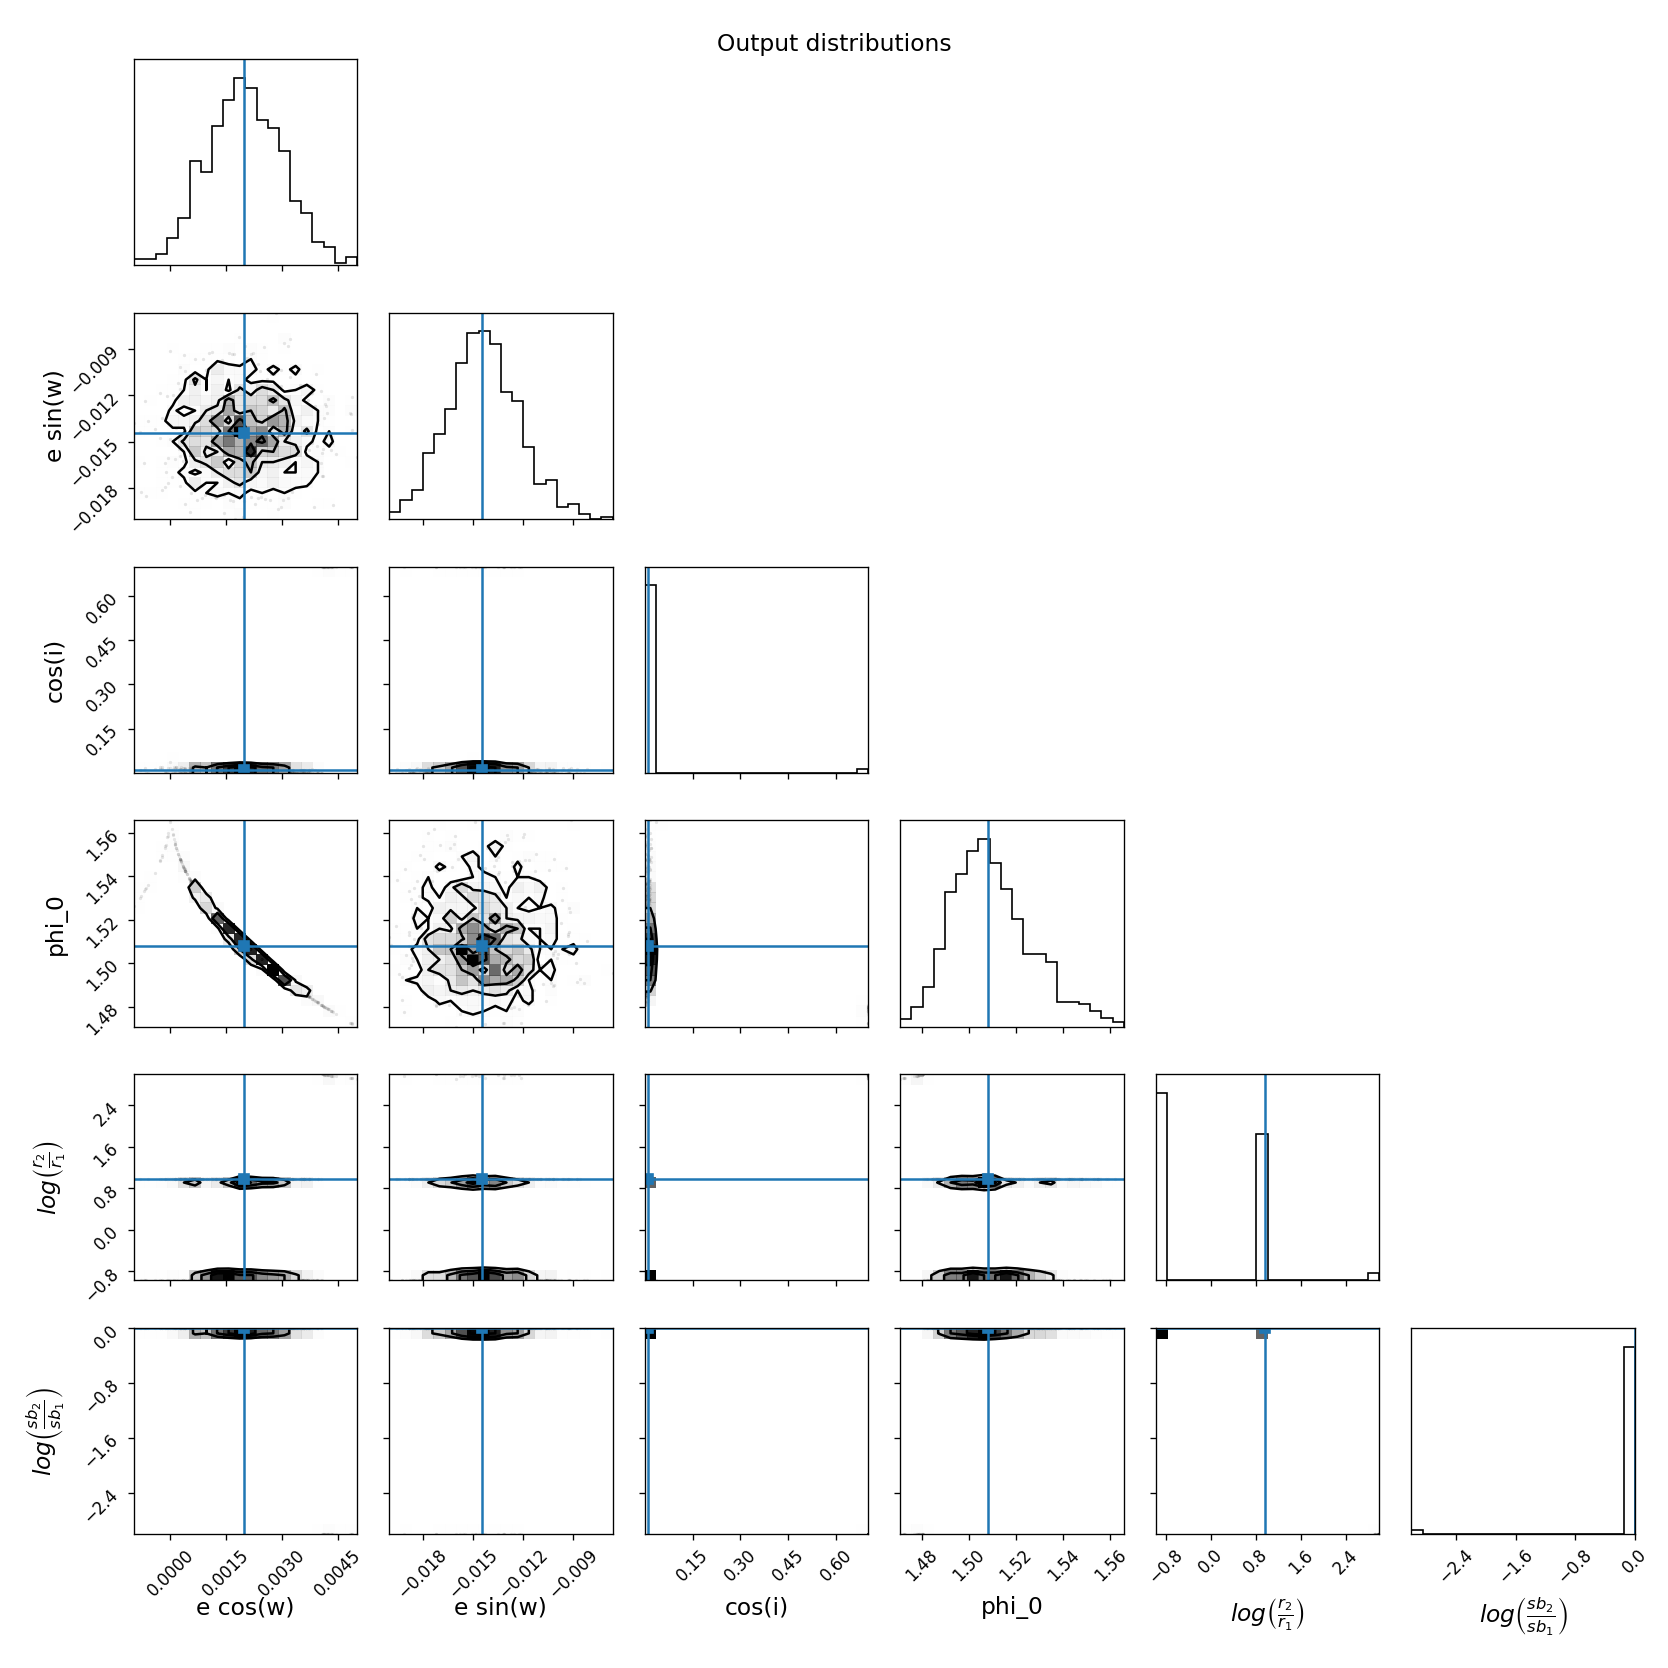 Output distributions
e sin(w)
−0.009
−0.012
−0.015
−0.018
cos(i)
0.60
0.45
0.30
0.15
phi_0
1.56
1.54
1.52
1.50
1.48
log(r2/r1)
2.4
1.6
0.8
0.0
−0.8
log(sb2/sb1)
0.0
−0.8
−1.6
−2.4
0.0000 0.0015 0.0030 0.0045 −0.018 −0.015 −0.012 −0.009 0.15 0.30 0.45 0.60 1.48 1.50 1.52 1.54 1.56 −0.8 0.0 0.8 1.6 2.4 −2.4 −1.6 −0.8 0.0
e cos(w) e sin(w) cos(i) phi_0 log(r2/r1) log(sb2/sb1)